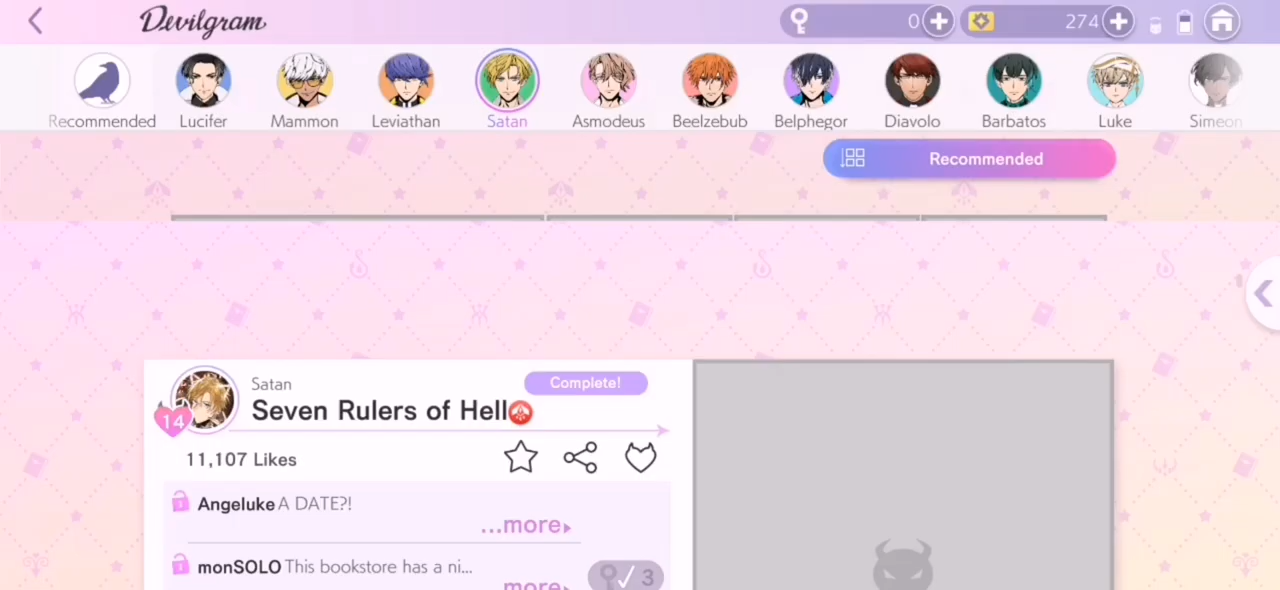 Devilgram
0
274
Recommended
Lucifer
Mammon
Leviathan
Satan
Asmodeus
Beelzebub
Belphegor
Diavolo
Barbatos
Luke
Simeon
Recommended
Satan
Complete!
Seven Rulers of Hell
14
11,107 Likes
Angeluke A DATE?!
...more
monSOLO This bookstore has a ni...
more
3